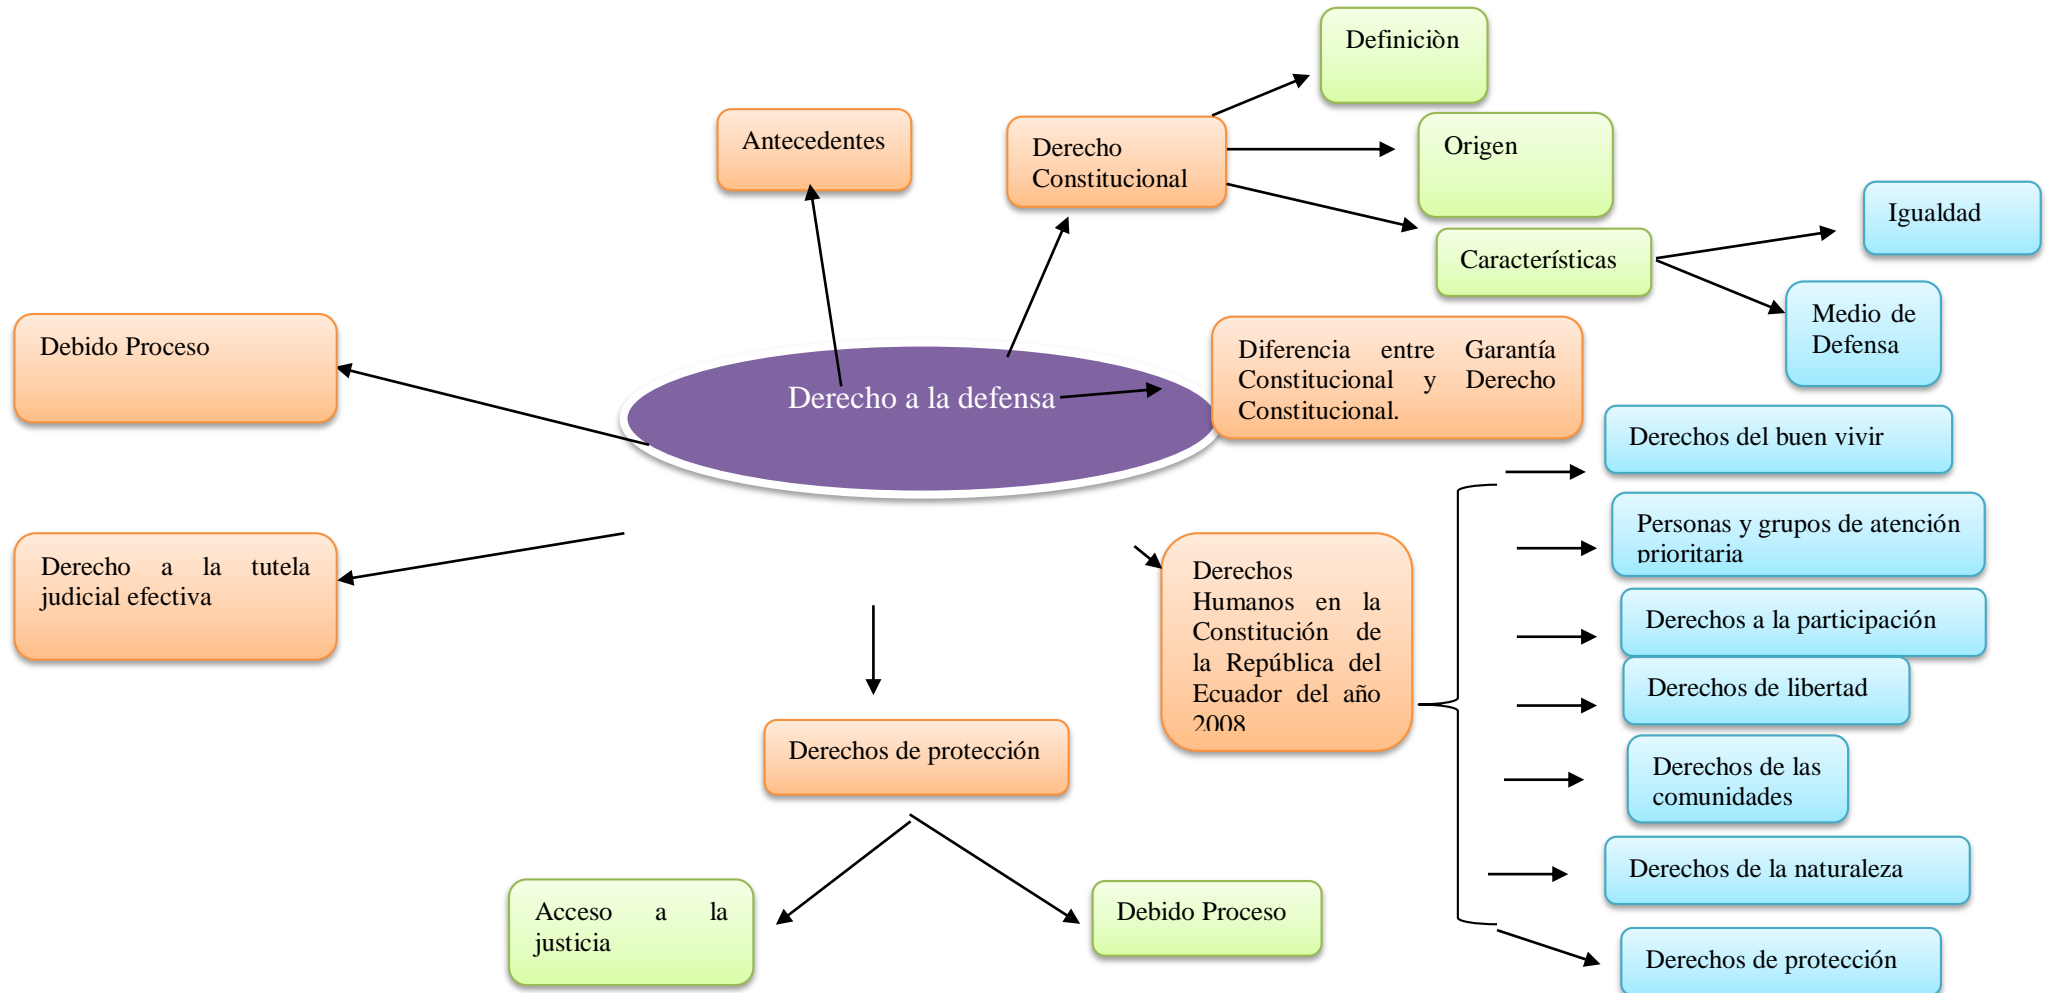 Definiciòn
Antecedentes
Derecho
Constitucional
Origen
Igualdad
Características
Medio de
Defensa
Debido Proceso
Derecho a la defensa
Diferencia entre Garantía
Constitucional y Derecho
Constitucional.
Derechos del buen vivir
Personas y grupos de atención
prioritaria
Derecho a la tutela
judicial efectiva
Derechos
Humanos en la
Constitución de
la República del
Ecuador del año
2008
Derechos a la participación
Derechos de libertad
Derechos de las
comunidades
Derechos de protección
Derechos de la naturaleza
Acceso a la
justicia
Debido Proceso
Derechos de protección